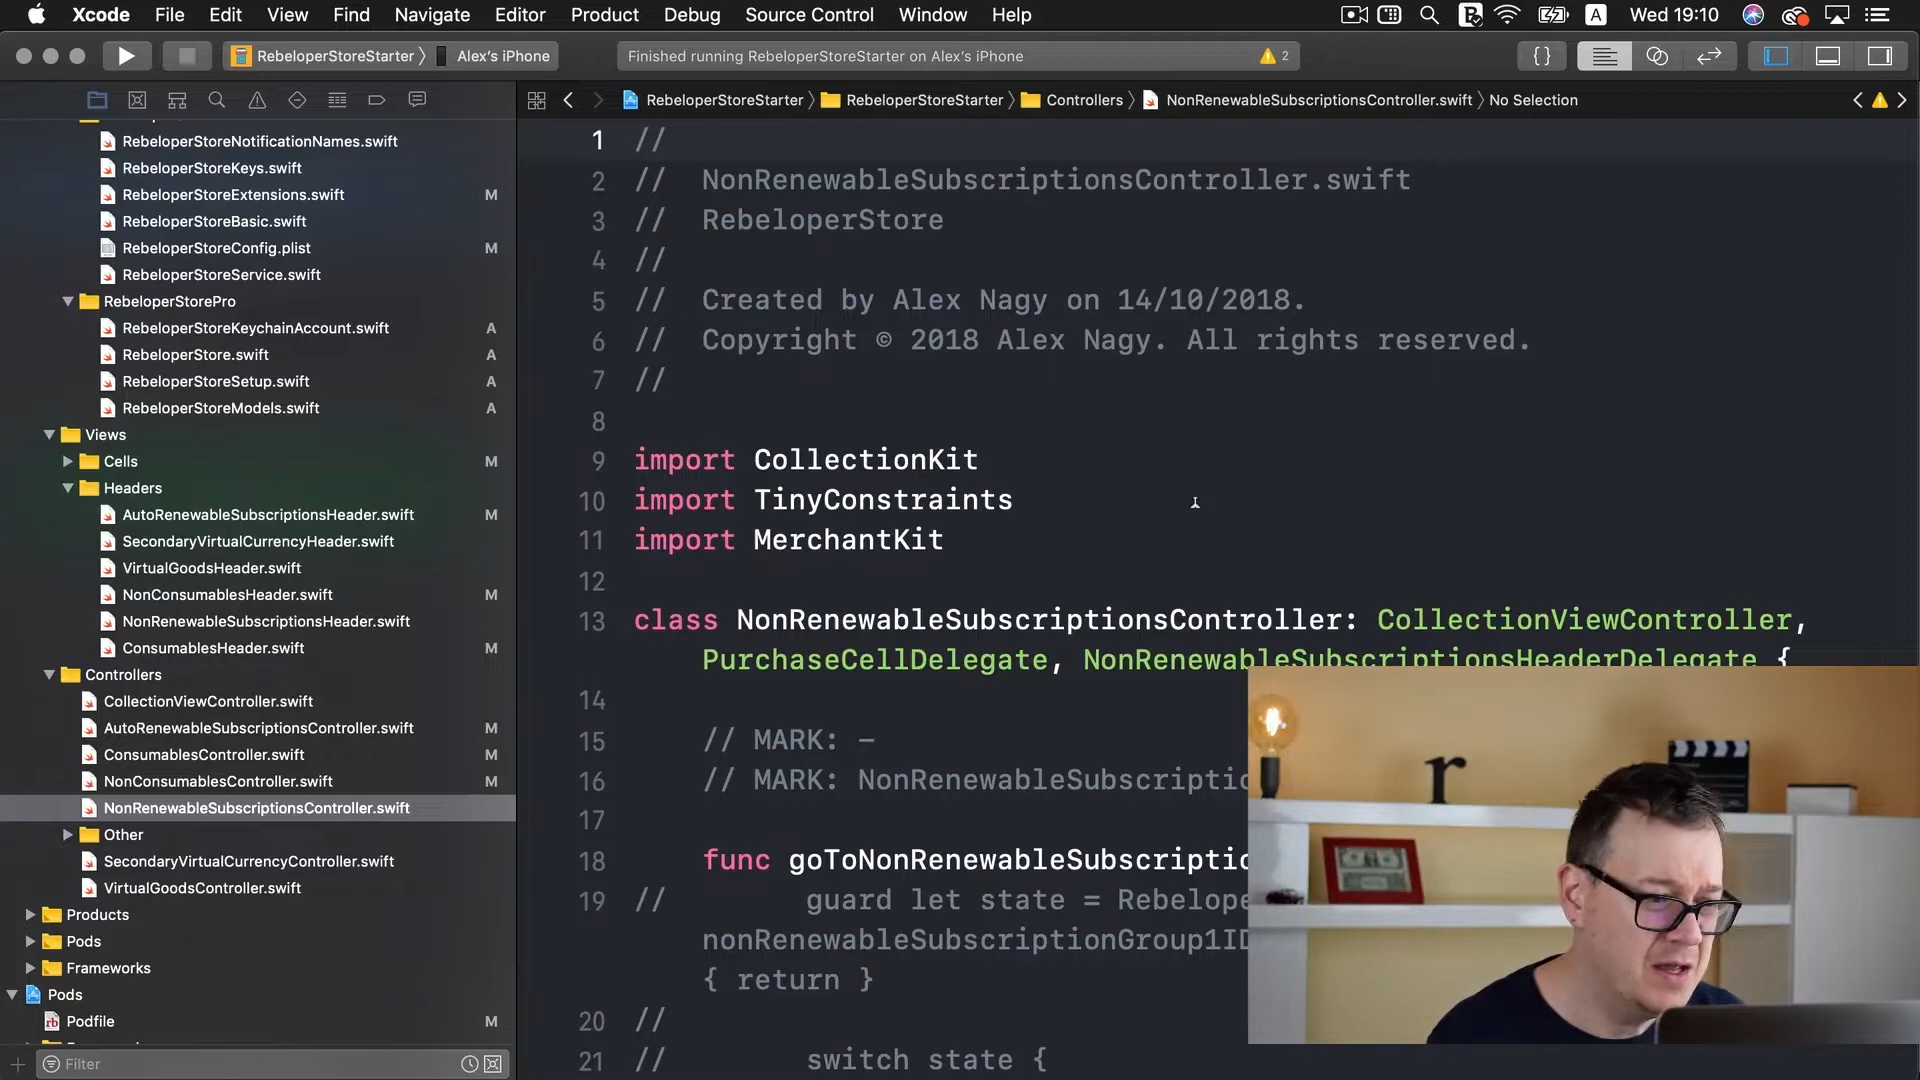 Xcode File Edit View Find Navigate Editor Product Debug Source Control Window Help Wed 19:10
RebeloperStoreStarter Alex's iPhone Finished running RebeloperStoreStarter on Alex's iPhone 2
RebeloperStoreStarter RebeloperStoreStarter Controllers NonRenewableSubscriptionsController.swift No Selection
RebeloperStoreNotificationNames.swift
RebeloperStoreKeys.swift
RebeloperStoreExtensions.swift M
RebeloperStoreBasic.swift
RebeloperStoreConfig.plist M
RebeloperStoreService.swift
RebeloperStorePro
RebeloperStoreKeychainAccount.swift A
RebeloperStore.swift A
RebeloperStoreSetup.swift A
RebeloperStoreModels.swift A
Views
Cells M
Headers
AutoRenewableSubscriptionsHeader.swift M
SecondaryVirtualCurrencyHeader.swift
VirtualGoodsHeader.swift
NonConsumablesHeader.swift M
NonRenewableSubscriptionsHeader.swift
ConsumablesHeader.swift M
Controllers
CollectionViewController.swift
AutoRenewableSubscriptionsController.swift M
ConsumablesController.swift M
NonConsumablesController.swift M
NonRenewableSubscriptionsController.swift
Other
SecondaryVirtualCurrencyController.swift
VirtualGoodsController.swift
Products
Pods
Frameworks
Pods
Podfile M
Filter
1 //
2 // NonRenewableSubscriptionsController.swift
3 // RebeloperStore
4 //
5 // Created by Alex Nagy on 14/10/2018.
6 // Copyright © 2018 Alex Nagy. All rights reserved.
7 //
8
9 import CollectionKit
10 import TinyConstraints
11 import MerchantKit
12
13 class NonRenewableSubscriptionsController: CollectionViewController,
PurchaseCellDelegate, NonRenewableSubscriptionsHeaderDelegate {
14
15 // MARK: -
16 // MARK: NonRenewableSubscriptio
17
18 func goToNonRenewableSubscriptio
19 // guard let state = Rebelope
nonRenewableSubscriptionGroup1ID
{ return }
20 //
21 // switch state {
r